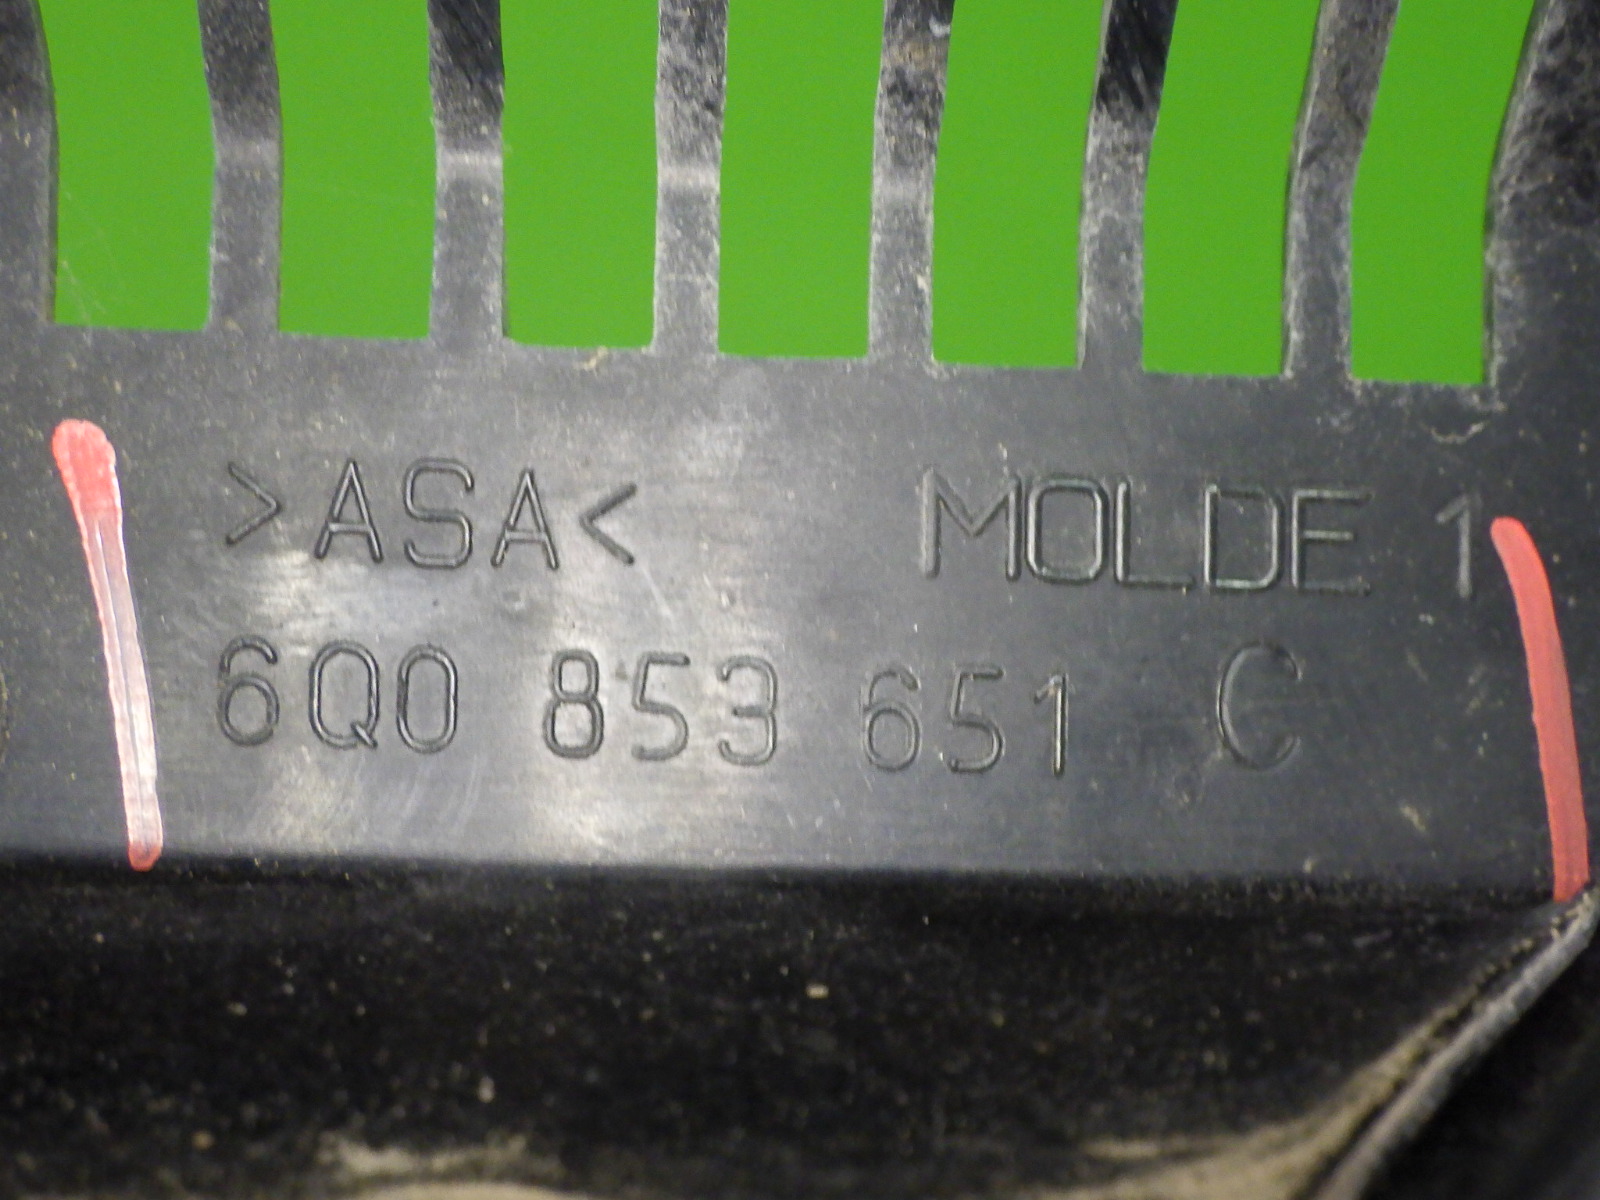 >ASA< MOLDE 1
6Q0 853 651 C